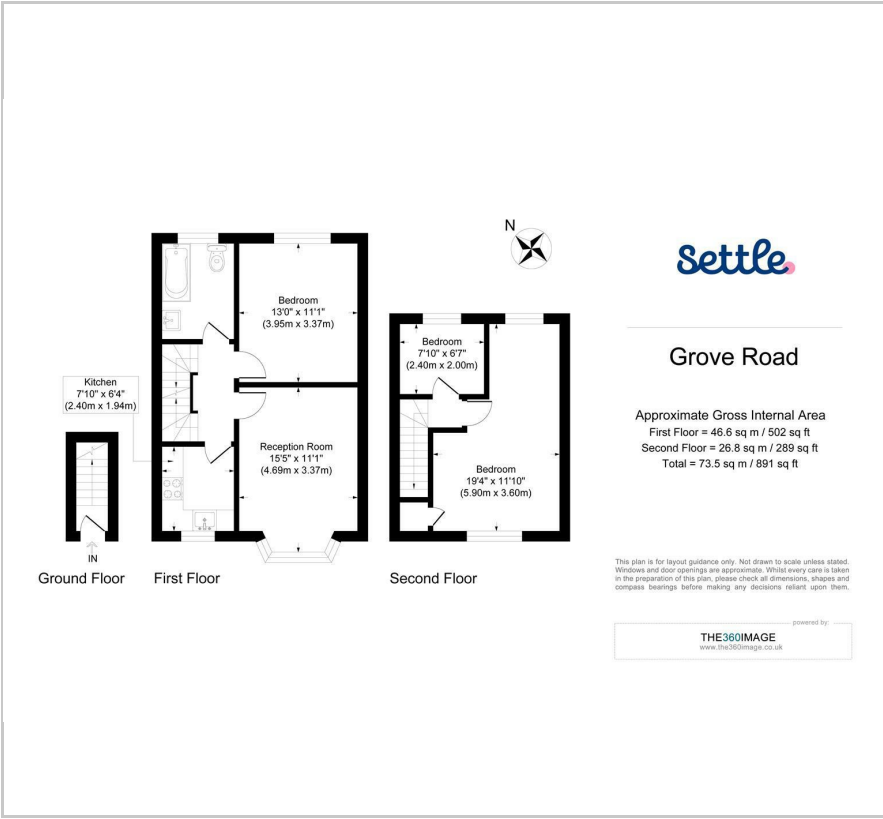 N
Settle
Bedroom
13'0" x 11'1"
(3.95m x 3.37m)
Bedroom
7'10" x 6'7"
(2.40m x 2.00m)
Grove Road
Kitchen
7'10" x 6'4"
(2.40m x 1.94m)
Approximate Gross Internal Area
First Floor = 46.6 sq m / 502 sq ft
Second Floor = 26.8 sq m / 289 sq ft
Total = 73.5 sq m / 891 sq ft
Reception Room
15'5" x 11'1"
(4.69m x 3.37m)
Bedroom
19'4" x 11'10"
(5.90m x 3.60m)
IN
Ground Floor
First Floor
Second Floor
This plan is for layout guidance only. Not drawn to scale unless stated.
Windows and door openings are approximate. Whilst every care is taken
in the preparation of this plan, please check all dimensions, shapes and
compass bearings before making any decisions reliant upon them.
powered by:
THE360IMAGE
www.the360image.co.uk